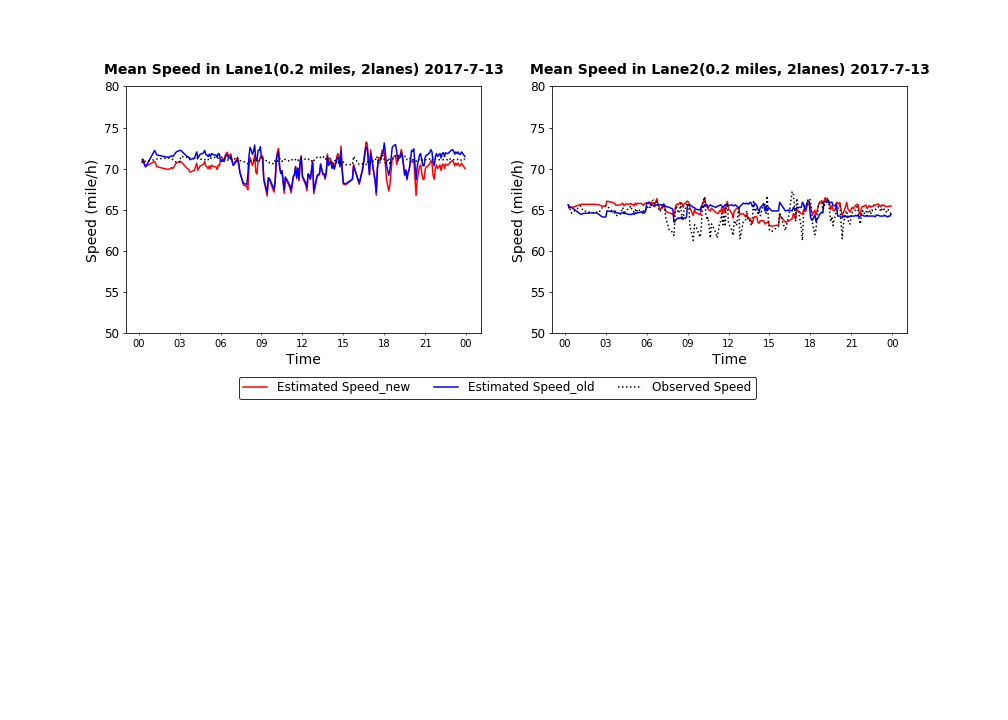 Mean Speed in Lane1(0.2 miles, 2lanes) 2017-7-13
80
75
70
65
60
55
50
Speed (mile/h)
00 03 06 09 12 15 18 21 00
Time
Mean Speed in Lane2(0.2 miles, 2lanes) 2017-7-13
80
75
70
65
60
55
50
Speed (mile/h)
00 03 06 09 12 15 18 21 00
Time
Estimated Speed_new Estimated Speed_old Observed Speed